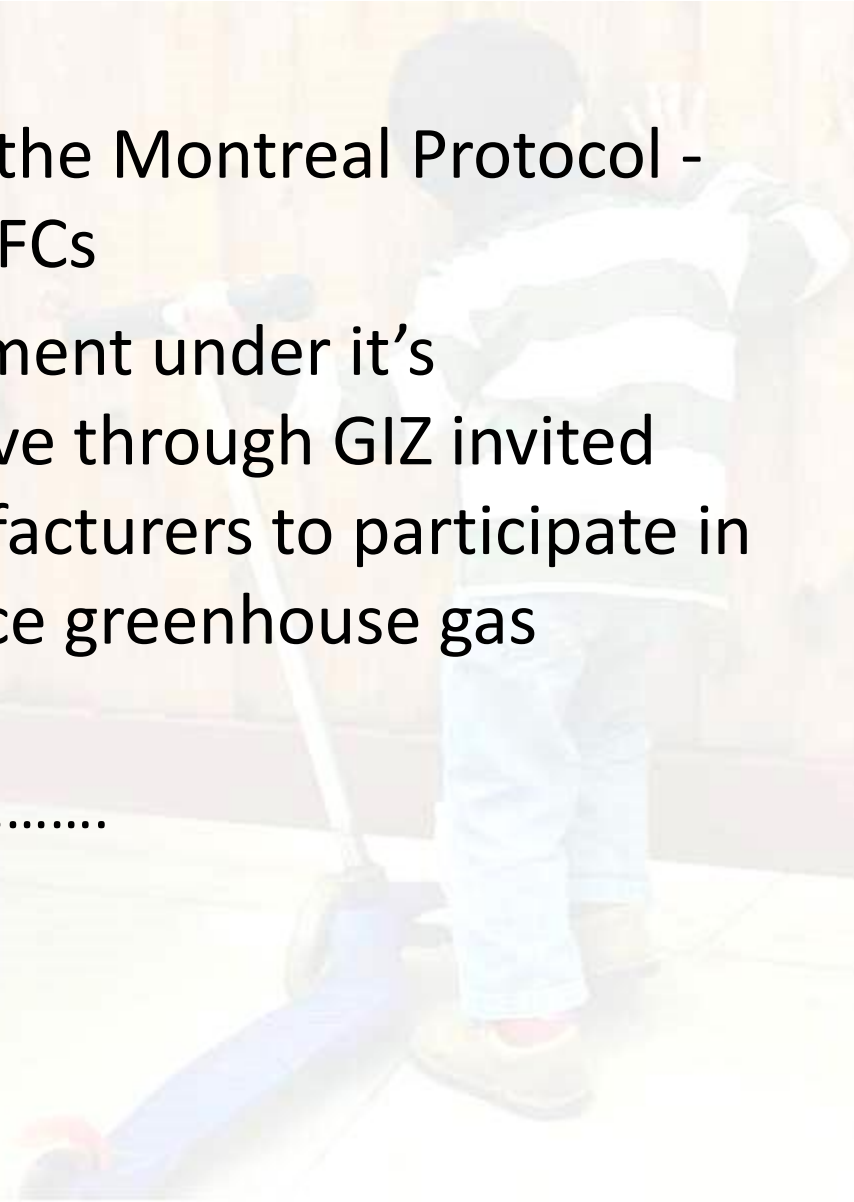 the Montreal Protocol -
FCs
ment under it’s
ve through GIZ invited
facturers to participate in
ce greenhouse gas
…….